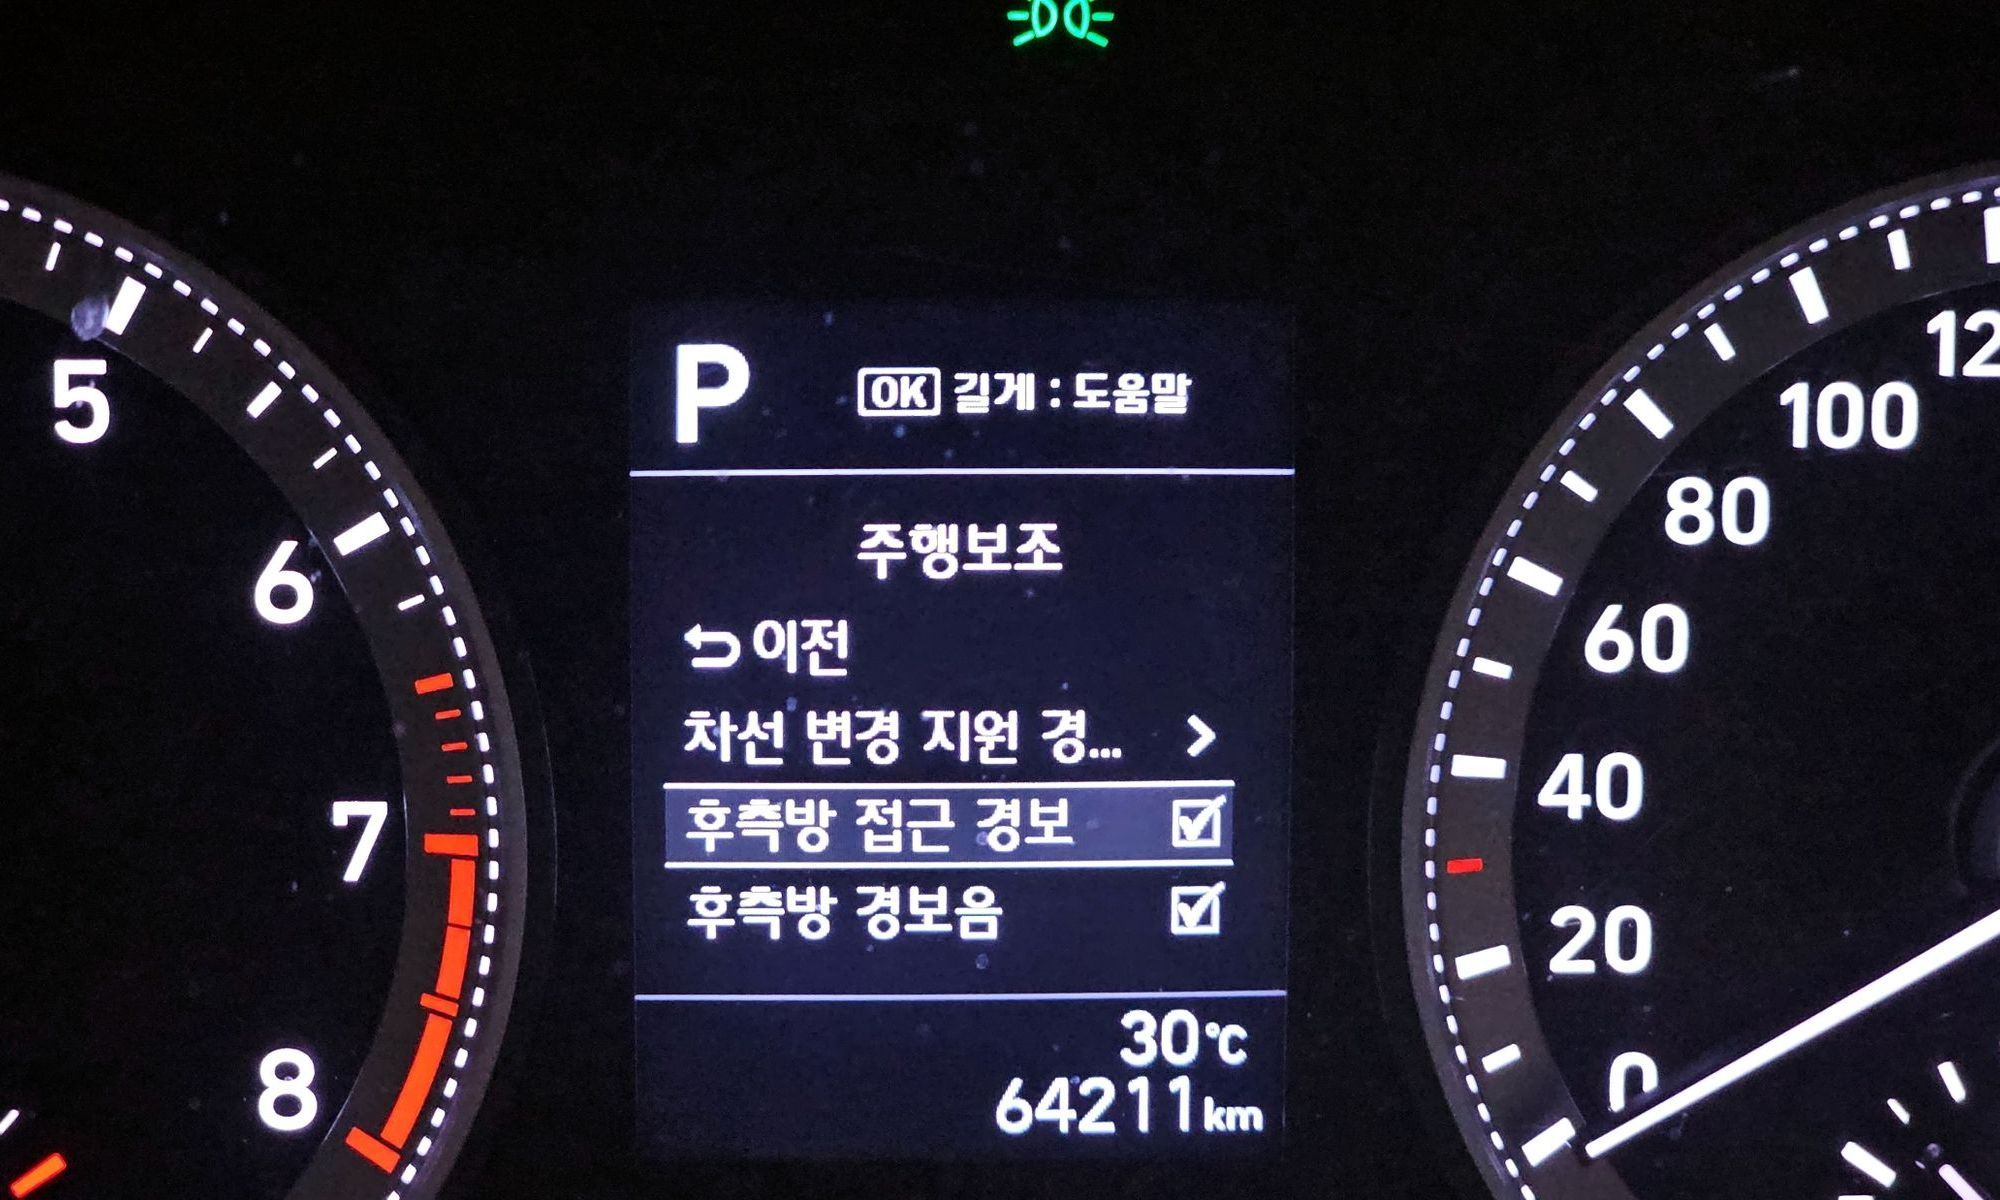 P
OK 길게 : 도움말
주행보조
이전
차선 변경 지원 경...
후측방 접근 경보
후측방 경보음
30°C
64211km
5
6
7
8
12
100
80
60
40
20
0